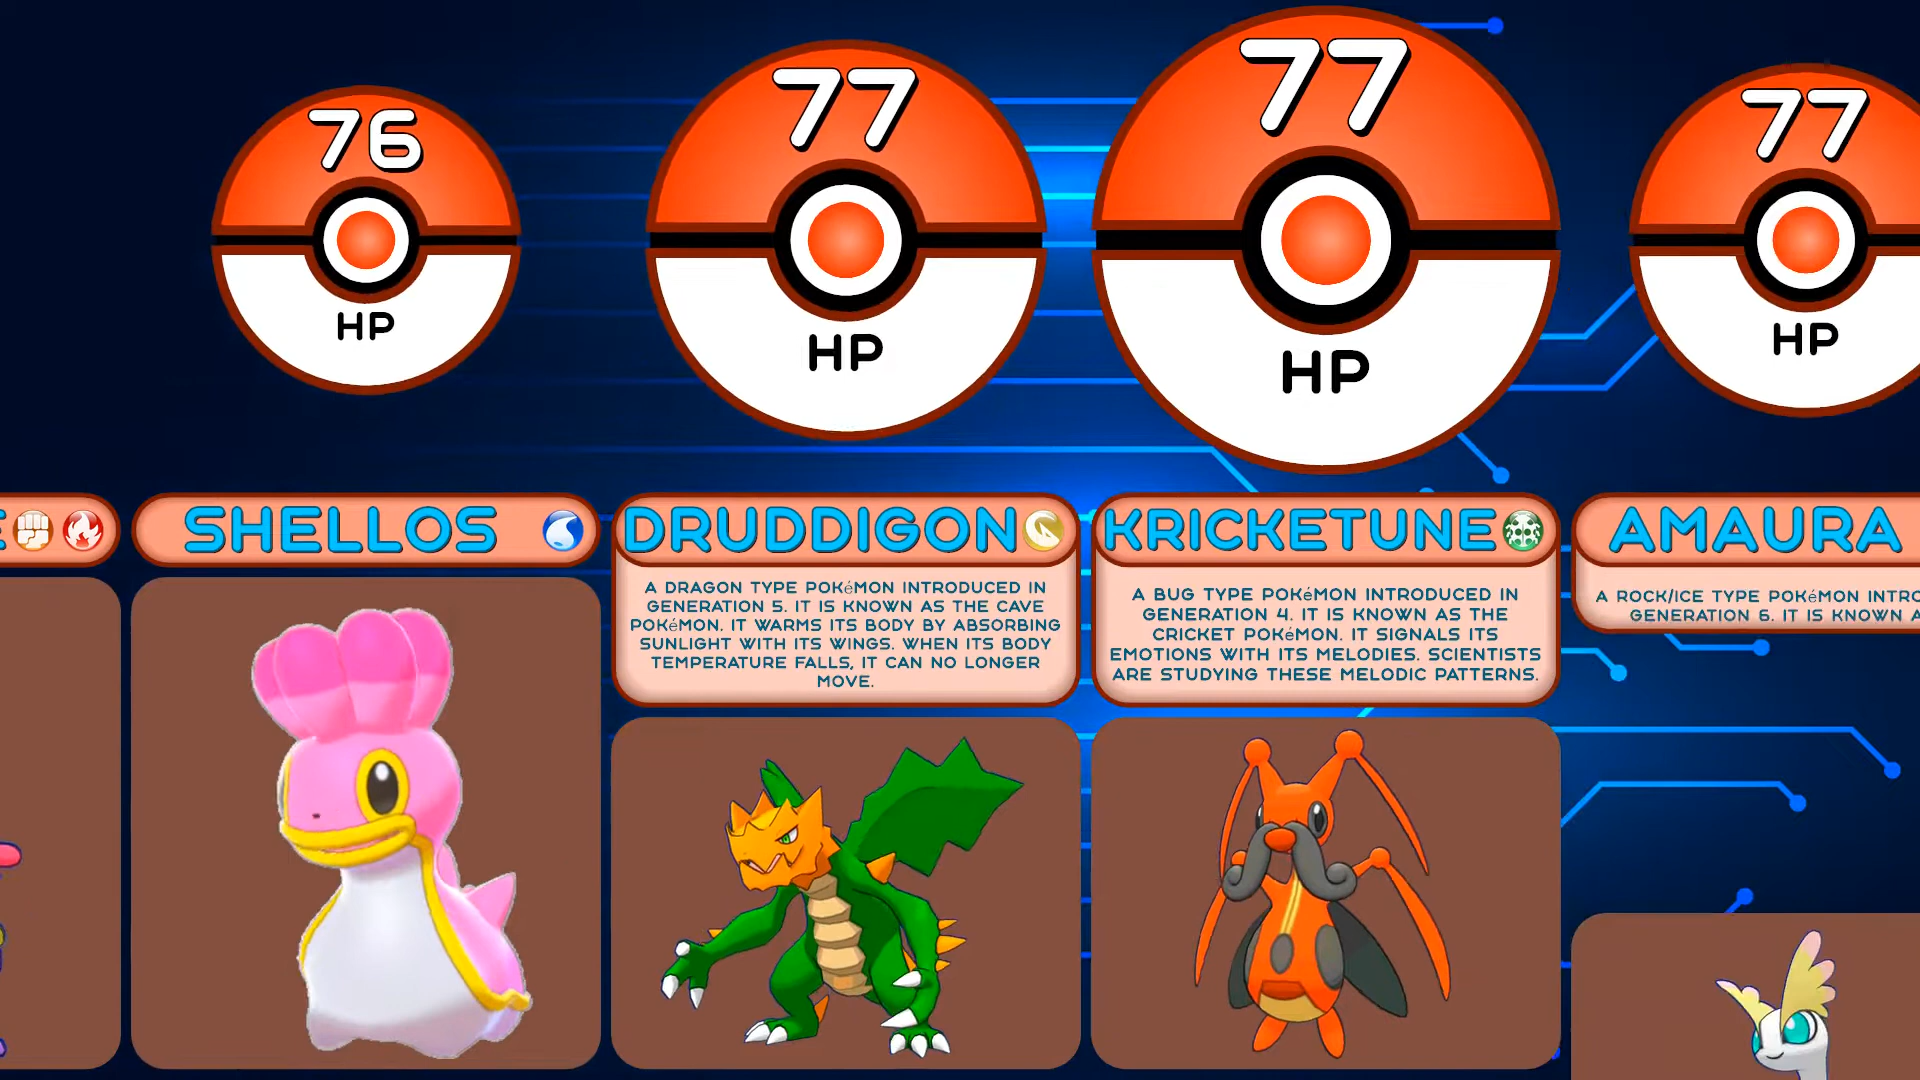 76
HP
77
HP
77
HP
77
HP
E
SHELLOS
DRUDDIGON
A DRAGON TYPE POKéMON INTRODUCED IN
GENERATION 5. IT IS KNOWN AS THE CAVE
POKéMON. IT WARMS ITS BODY BY ABSORBING
SUNLIGHT WITH ITS WINGS. WHEN ITS BODY
TEMPERATURE FALLS, IT CAN NO LONGER
MOVE.
KRICKETUNE
A BUG TYPE POKéMON INTRODUCED IN
GENERATION 4. IT IS KNOWN AS THE
CRICKET POKéMON. IT SIGNALS ITS
EMOTIONS WITH ITS MELODIES. SCIENTISTS
ARE STUDYING THESE MELODIC PATTERNS.
AMAURA
A ROCK/ICE TYPE POKéMON INTRO
GENERATION 6. IT IS KNOWN A